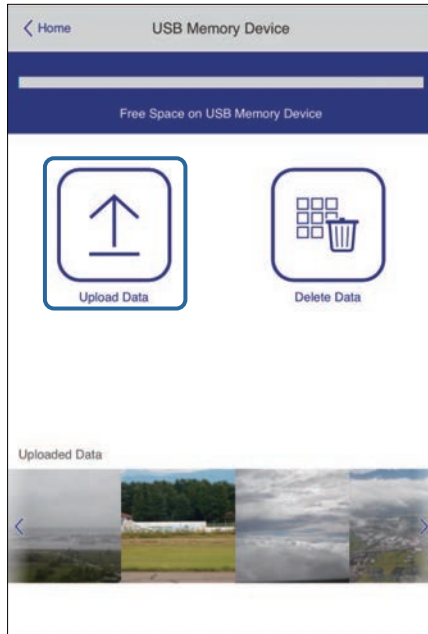 Home
USB Memory Device
Free Space on USB Memory Device
Upload Data
Delete Data
Uploaded Data